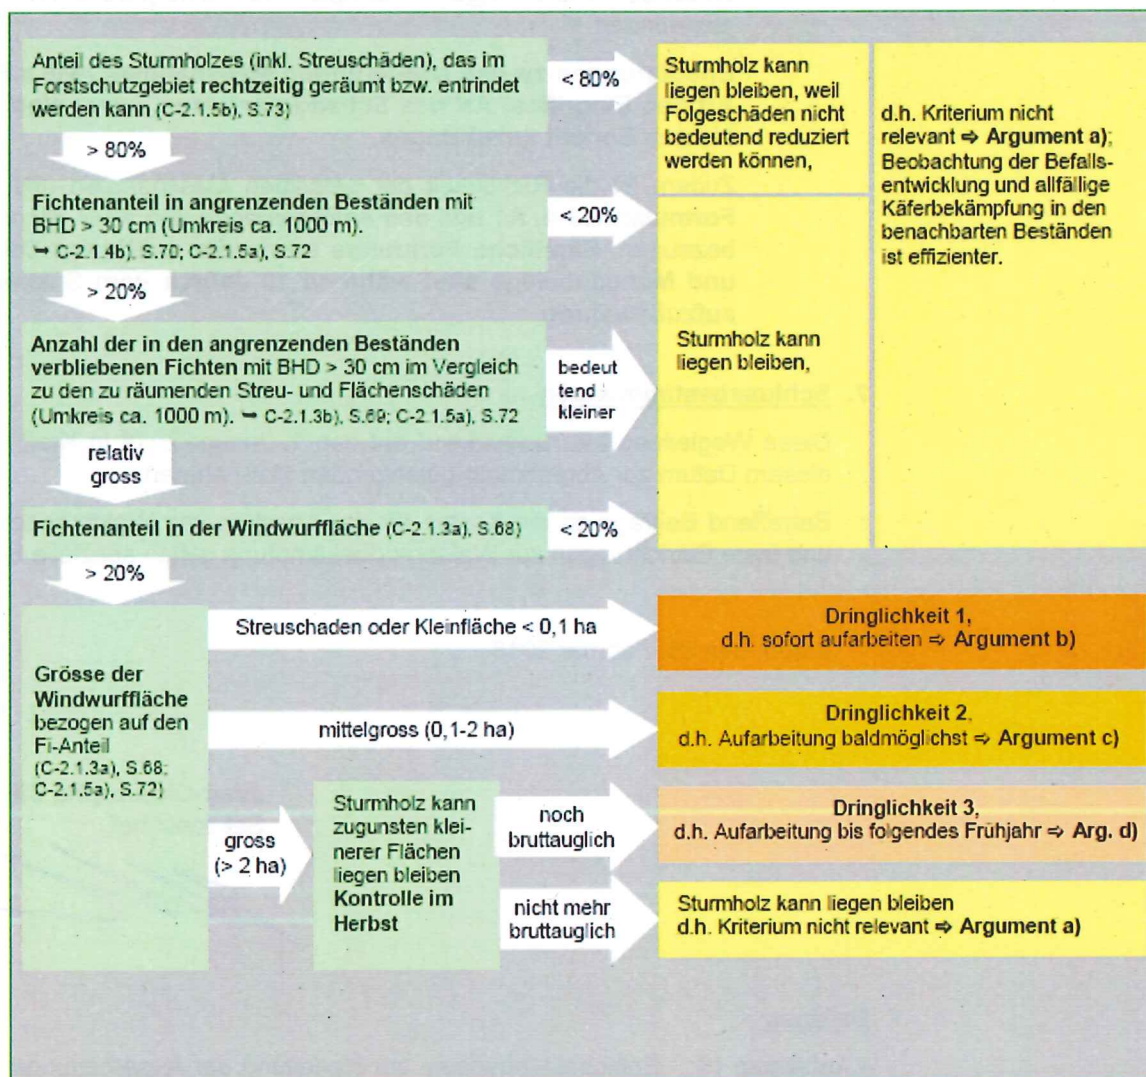 Anteil des Sturmholzes (inkl. Streuschäden), das im
Forstschutzgebiet rechtzeitig geräumt bzw. entrindet
werden kann (C-2.1.5b), S.73)
< 80%
Sturmholz kann
liegen bleiben, weil
Folgeschäden nicht
bedeutend reduziert
werden können,
d.h. Kriterium nicht
relevant ⇨ Argument a);
Beobachtung der Befalls-
entwicklung und allfällige
Käferbekämpfung in den
benachbarten Beständen
ist effizienter.
> 80%
Fichtenanteil in angrenzenden Beständen mit
BHD > 30 cm (Umkreis ca. 1000 m).
➥ C-2.1.4b), S.70; C-2.1.5a), S.72
< 20%
> 20%
Anzahl der in den angrenzenden Beständen
verbliebenen Fichten mit BHD > 30 cm im Vergleich
zu den zu räumenden Streu- und Flächenschäden
(Umkreis ca. 1000 m). ➥ C-2.1.3b), S.69; C-2.1.5a), S.72
bedeut
tend
kleiner
Sturmholz kann
liegen bleiben,
relativ
gross
Fichtenanteil in der Windwurffläche (C-2.1.3a), S.68)
< 20%
> 20%
Grösse der
Windwurffläche
bezogen auf den
Fi-Anteil
(C-2.1.3a), S.68;
C-2.1.5a), S.72)
Streuschaden oder Kleinfläche < 0,1 ha
Dringlichkeit 1,
d.h. sofort aufarbeiten ⇨ Argument b)
mittelgross (0,1-2 ha)
Dringlichkeit 2,
d.h. Aufarbeitung baldmöglichst ⇨ Argument c)
gross
(> 2 ha)
Sturmholz kann
zugunsten klei-
nerer Flächen
liegen bleiben
Kontrolle im
Herbst
noch
bruttauglich
Dringlichkeit 3,
d.h. Aufarbeitung bis folgendes Frühjahr ⇨ Arg. d)
nicht mehr
bruttauglich
Sturmholz kann liegen bleiben
d.h. Kriterium nicht relevant ⇨ Argument a)